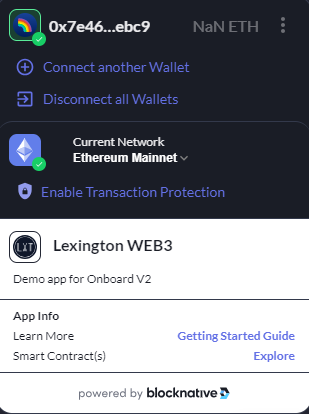 0x7e46...ebc9 NaN ETH
Connect another Wallet
Disconnect all Wallets
Current Network
Ethereum Mainnet
Enable Transaction Protection
LXT Lexington WEB3
Demo app for Onboard V2
App Info
Learn More Getting Started Guide
Smart Contract(s) Explore
powered by blocknative